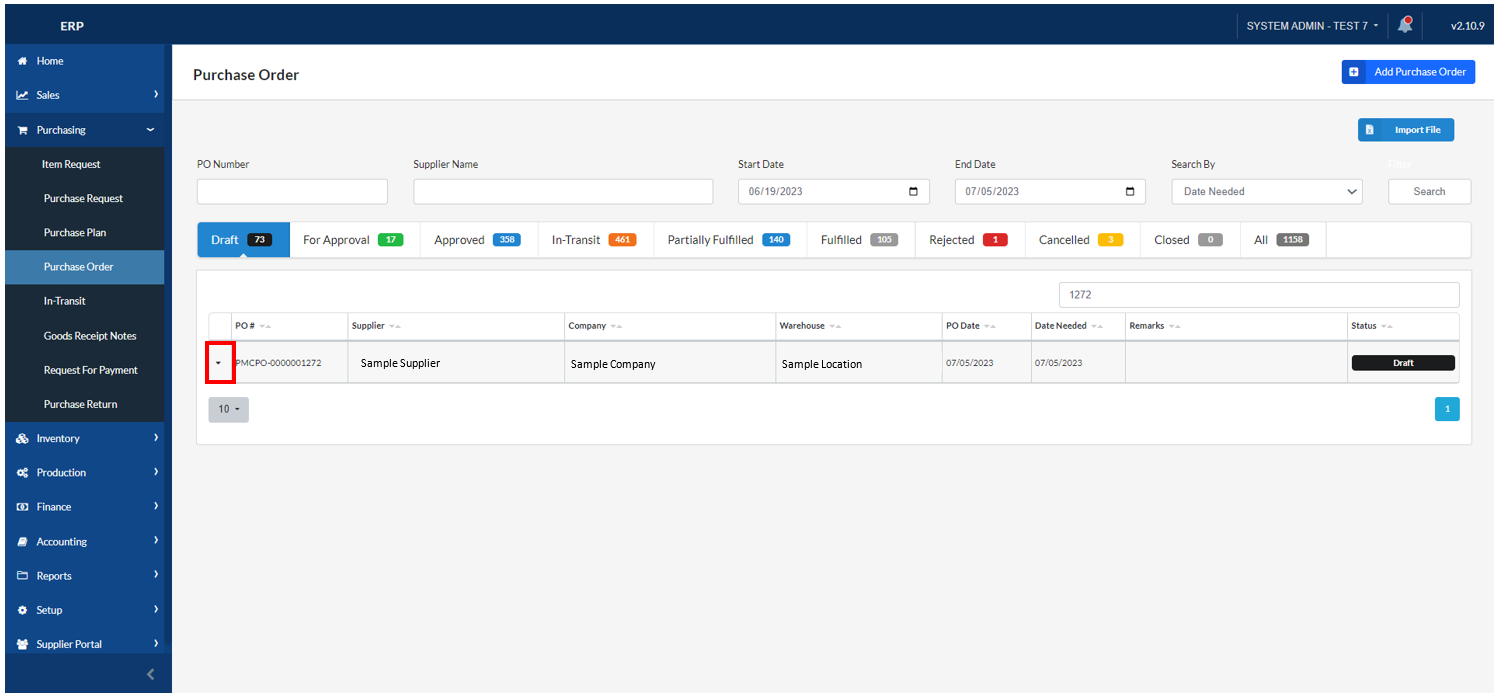 ERP
SYSTEM ADMIN - TEST 7
v2.10.9
Home
Sales
Purchasing
Item Request
Purchase Request
Purchase Plan
Purchase Order
In-Transit
Goods Receipt Notes
Request For Payment
Purchase Return
Inventory
Production
Finance
Accounting
Reports
Setup
Supplier Portal
Purchase Order
Add Purchase Order
Import File
PO Number Supplier Name Start Date End Date Search By Filter
06/19/2023 07/05/2023 Date Needed Search
Draft 73 For Approval 17 Approved 358 In-Transit 461 Partially Fulfilled 140 Fulfilled 105 Rejected 1 Cancelled 3 Closed 0 All 1158
1272
PO # Supplier Company Warehouse PO Date Date Needed Remarks Status
PMCPO-0000001272 Sample Supplier Sample Company Sample Location 07/05/2023 07/05/2023 Draft
10 1